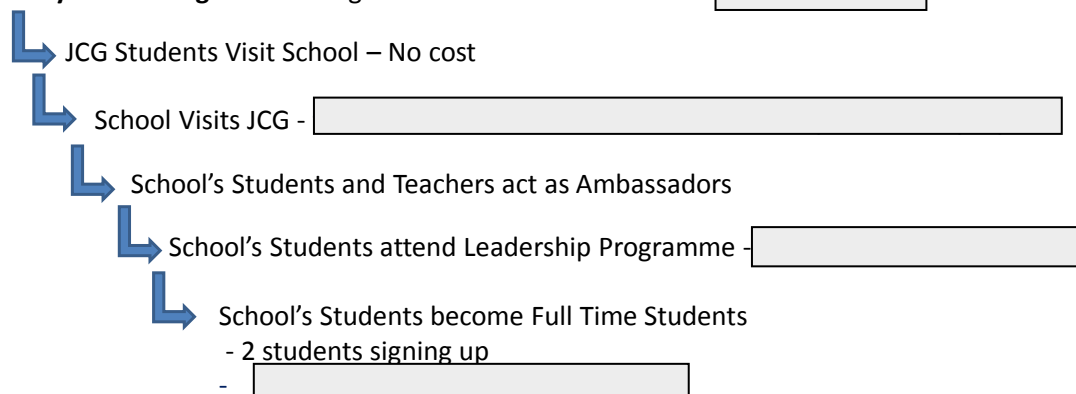 JCG Students Visit School – No cost
School Visits JCG -
School's Students and Teachers act as Ambassadors
School's Students attend Leadership Programme -
School's Students become Full Time Students
- 2 students signing up
-